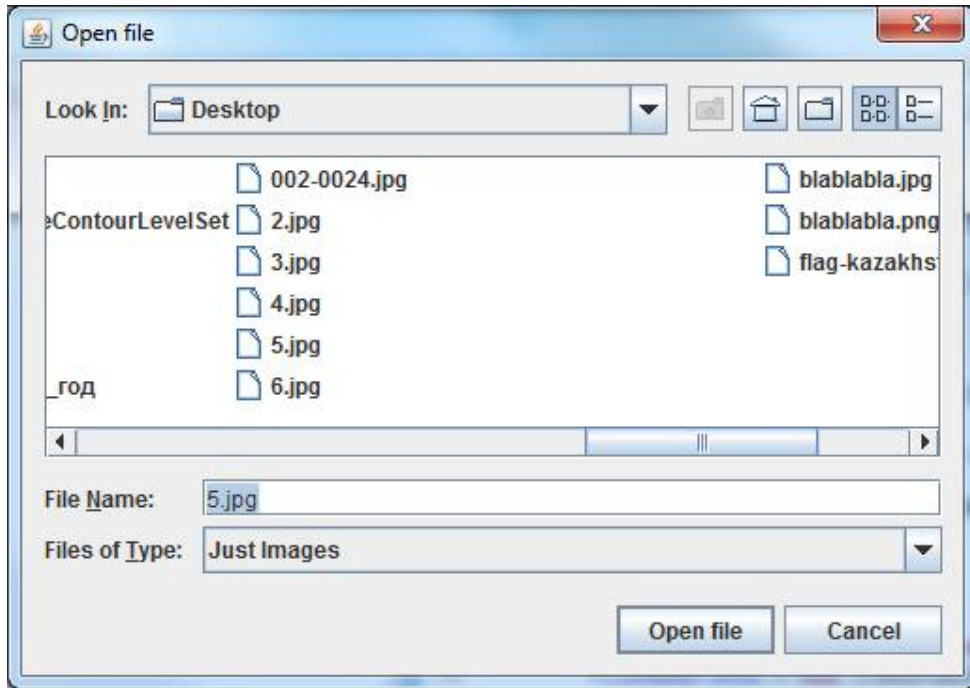 Open file
Look In: Desktop
002-0024.jpg blablabla.jpg
eContourLevelSet 2.jpg blablabla.png
3.jpg flag-kazakhs
4.jpg
5.jpg
_год 6.jpg
File Name: 5.jpg
Files of Type: Just Images
Open file Cancel